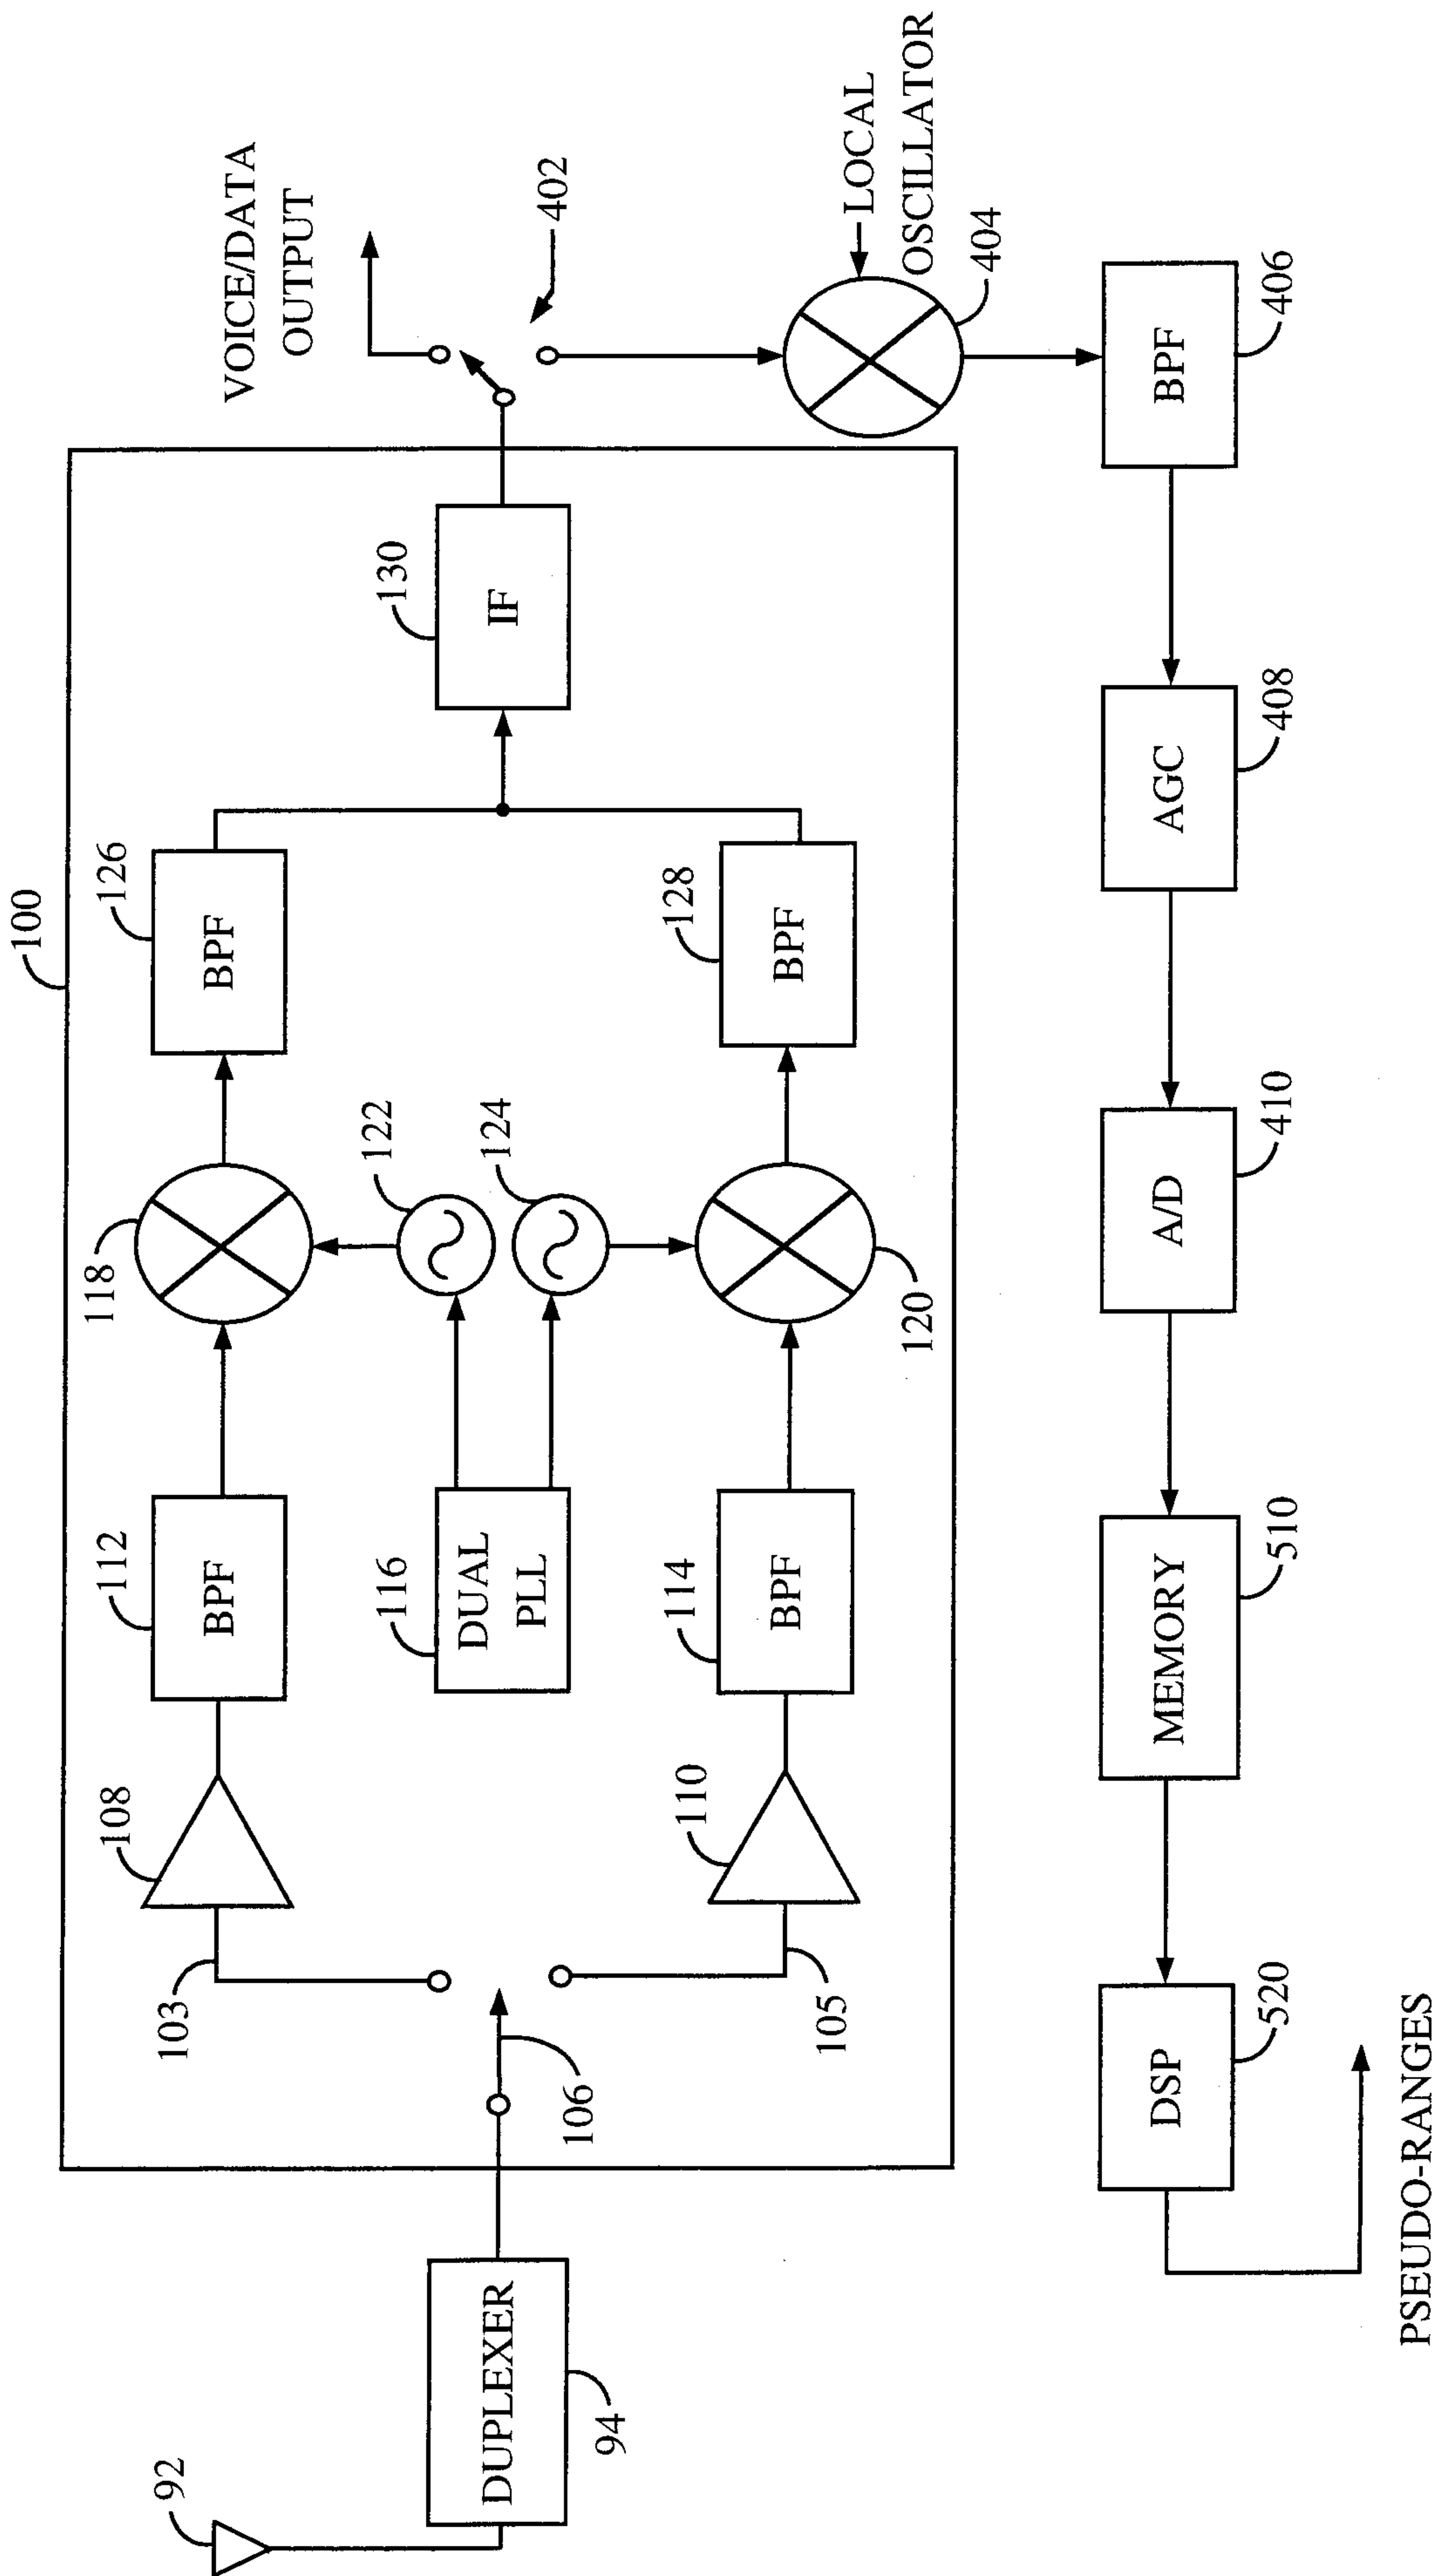 100
92
DUPLEXER
94
106
103
105
108
110
112
BPF
114
BPF
116
DUAL
PLL
118
120
122
124
126
BPF
128
BPF
130
IF
VOICE/DATA
OUTPUT
402
LOCAL
OSCILLATOR
404
BPF
406
AGC
408
A/D
410
MEMORY
510
DSP
520
PSEUDO-RANGES